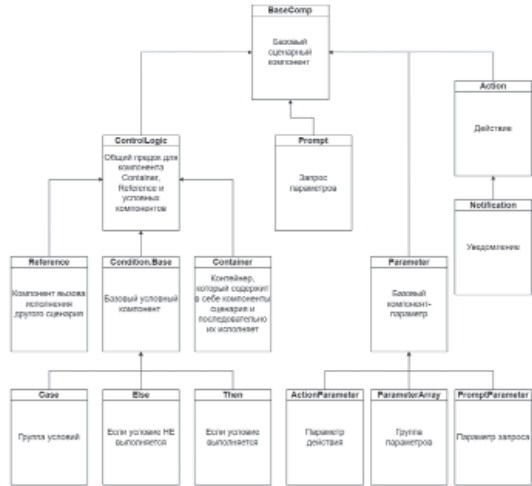 BaseComp
Базовый
сценарный
компонент
Action
Действие
ControlLogic
Общий предок для
компонента
Container,
Reference и
условных
компонентов
Prompt
Запрос
параметров
Notification
Уведомление
Reference
Компонент вызова
исполнения
другого сценария
Condition.Base
Базовый условный
компонент
Container
Контейнер,
который содержит
в себе компоненты
сценария и
последовательно
их исполняет
Parameter
Базовый
компонент-
параметр
Case
Группа условий
Else
Если условие НЕ
выполняется
Then
Если условие
выполняется
ActionParameter
Параметр
действия
ParameterArray
Группа
параметров
PromptParameter
Параметр запроса